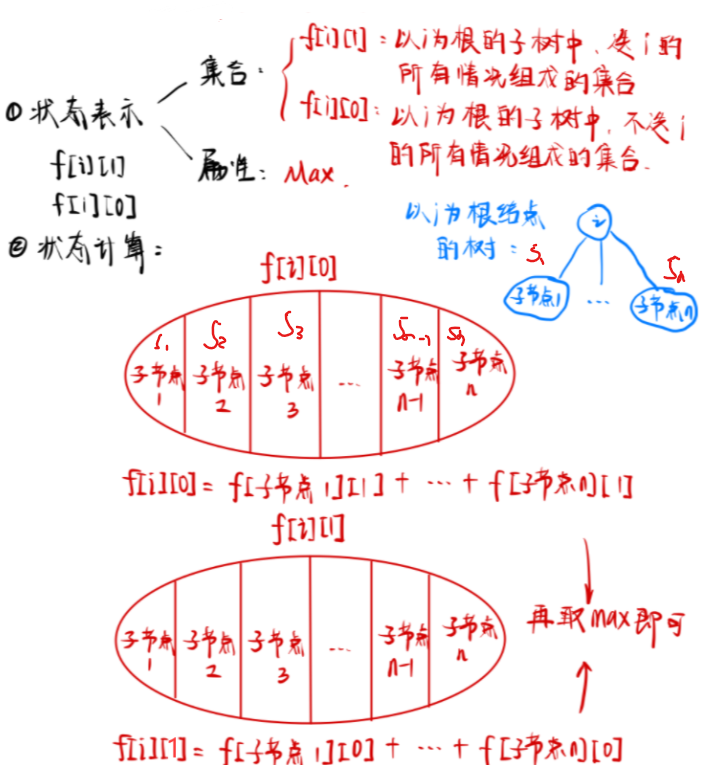 ① 状态表示
f[i][1]
f[i][0]
集合：
f[i][1]：以i为根的子树中，选i的
所有情况组成的集合
f[i][0]：以i为根的子树中，不选i
的所有情况组成的集合.
属性：Max.
② 状态计算：
以i为根结点
的树：
i
S1
Sn
子节点1
...
子节点n
f[i][0]
S1 S2 S3 Sn-1 Sn
子节点1 子节点2 子节点3 ... 子节点n-1 子节点n
f[i][0] = f[子节点1][1] + ... + f[子节点n][1]
f[i][1]
子节点1 子节点2 子节点3 ... 子节点n-1 子节点n
再取max即可
f[i][1] = f[子节点1][0] + ... + f[子节点n][0]